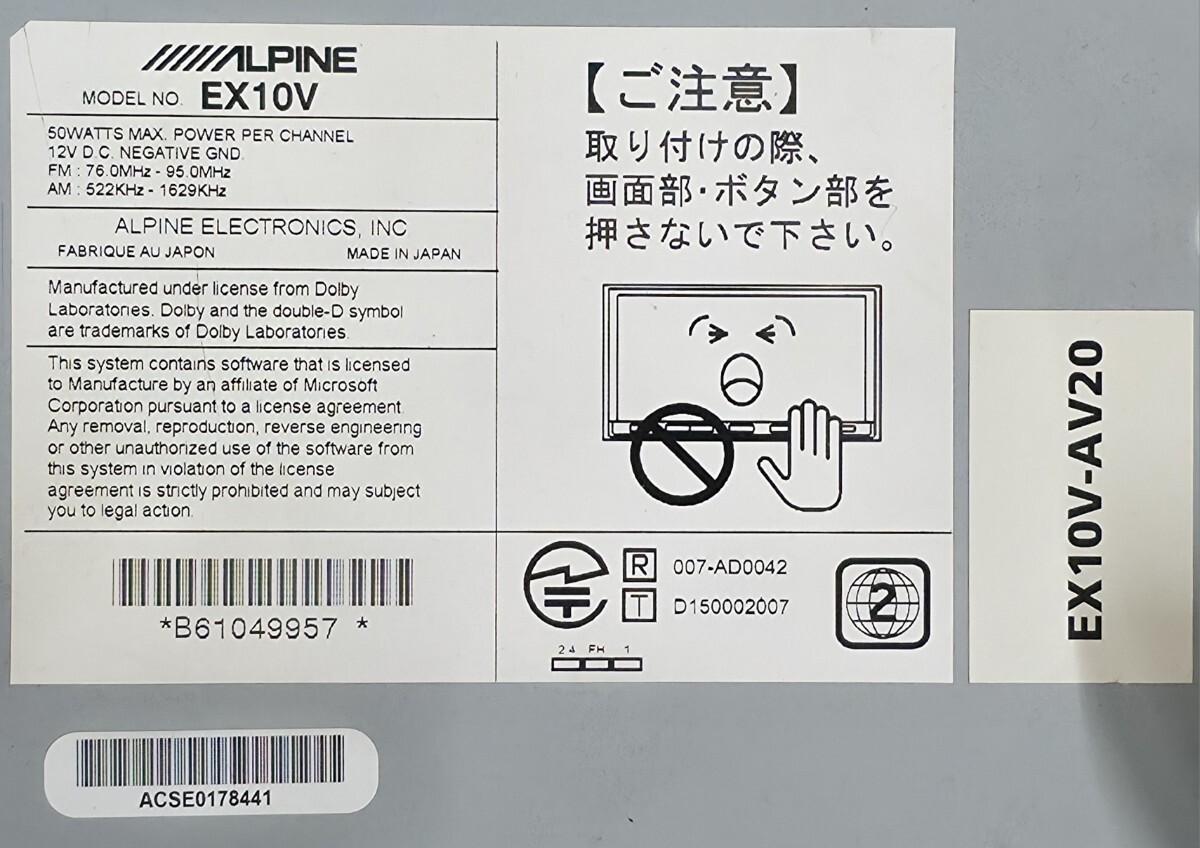 ALPINE
MODEL NO. EX10V
50WATTS MAX. POWER PER CHANNEL
12V D.C. NEGATIVE GND.
FM : 76.0MHz - 95.0MHz
AM : 522KHz - 1629KHz
ALPINE ELECTRONICS, INC
FABRIQUE AU JAPON MADE IN JAPAN
Manufactured under license from Dolby
Laboratories. Dolby and the double-D symbol
are trademarks of Dolby Laboratories.
This system contains software that is licensed
to Manufacture by an affiliate of Microsoft
Corporation pursuant to a license agreement.
Any removal, reproduction, reverse engineering
or other unauthorized use of the software from
this system in violation of the license
agreement is strictly prohibited and may subject
you to legal action.
*B61049957 *
【ご注意】
取り付けの際、
画面部・ボタン部を
押さないで下さい。
R 007-AD0042
T D150002007
2.4 FH 1
2
EX10V-AV20
ACSE0178441